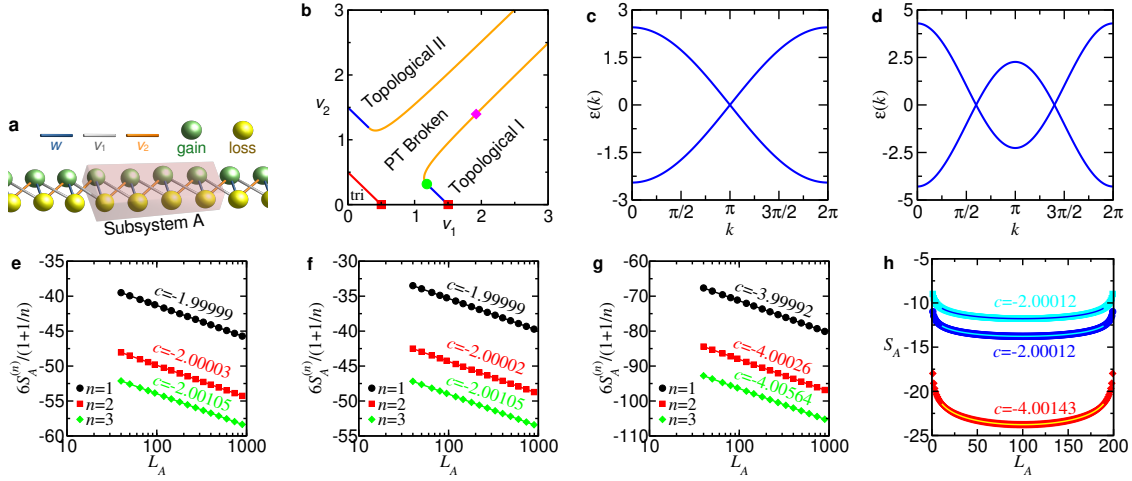 a
w
v₁
v₂
gain
loss
Subsystem A
b
3
2
1
0
v₂
Topological II
PT Broken
Topological I
tri
0
1
2
3
v₁
c
3
1.5
0
-1.5
-3
ε(k)
0
π/2
π
3π/2
2π
k
d
5
2.5
0
-2.5
-5
ε(k)
0
π/2
π
3π/2
2π
k
e
-35
-40
-45
-50
-55
-60
6S_A^(n)/(1+1/n)
c=-1.99999
c=-2.00003
c=-2.00105
n=1
n=2
n=3
10
100
1000
L_A
f
-30
-35
-40
-45
-50
-55
6S_A^(n)/(1+1/n)
c=-1.99999
c=-2.00002
c=-2.00105
n=1
n=2
n=3
10
100
1000
L_A
g
-60
-70
-80
-90
-100
-110
6S_A^(n)/(1+1/n)
c=-3.99992
c=-4.00026
c=-4.00564
n=1
n=2
n=3
10
100
1000
L_A
h
-5
-10
-15
-20
-25
S_A
c=-2.00012
c=-2.00012
c=-4.00143
0
50
100
150
200
L_A